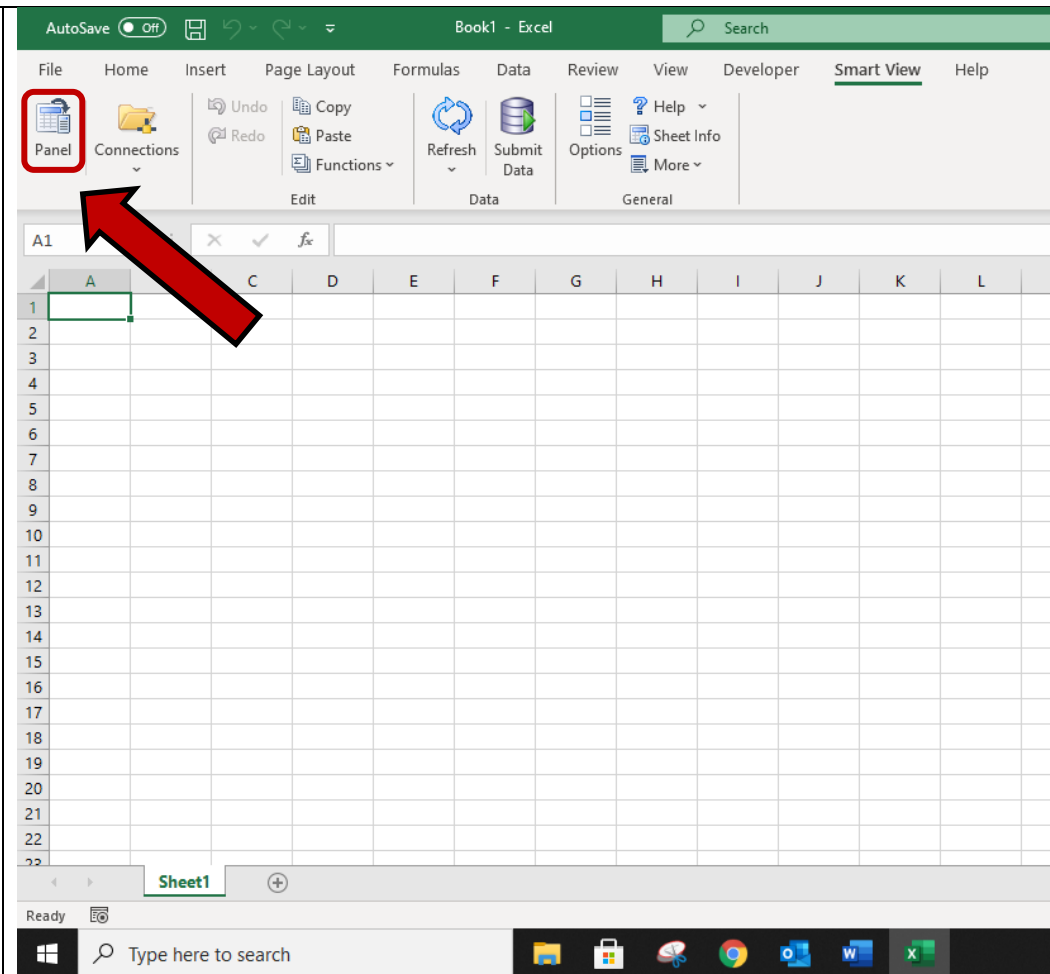 AutoSave Off Book1 - Excel Search
File Home Insert Page Layout Formulas Data Review View Developer Smart View Help
Panel
Connections
Undo
Redo
Copy
Paste
Functions
Edit
Refresh
Submit
Data
Data
Options
Help
Sheet Info
More
General
A1 fx
A C D E F G H I J K L
1
2
3
4
5
6
7
8
9
10
11
12
13
14
15
16
17
18
19
20
21
22
23
Sheet1
Ready
Type here to search